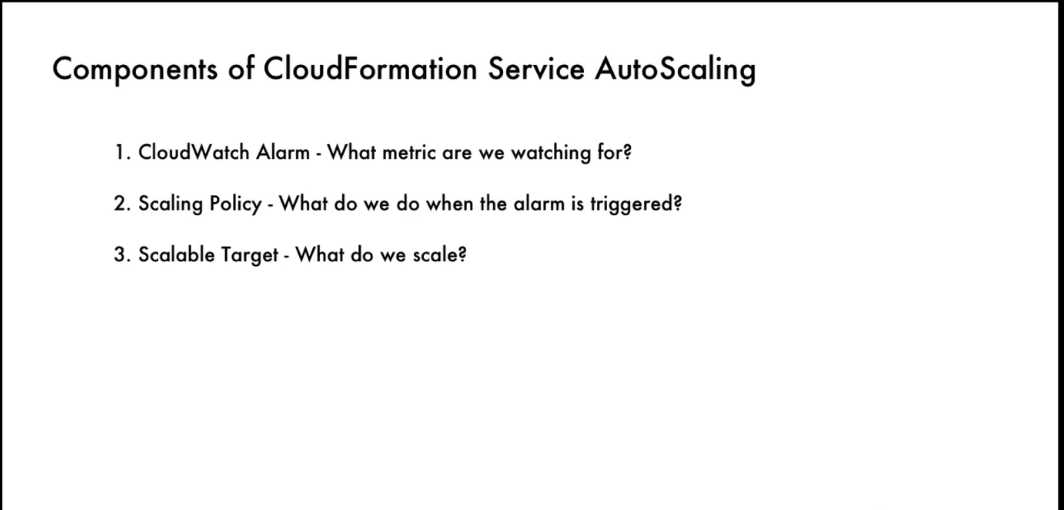 Components of CloudFormation Service AutoScaling
1. CloudWatch Alarm - What metric are we watching for?
2. Scaling Policy - What do we do when the alarm is triggered?
3. Scalable Target - What do we scale?